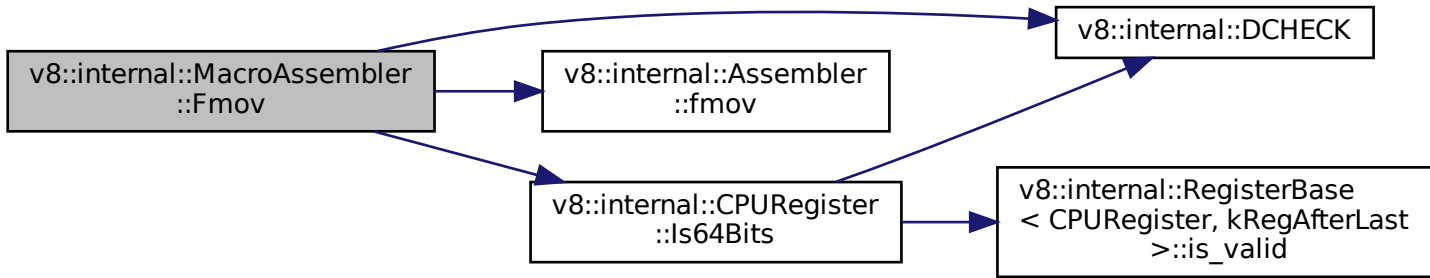 v8::internal::MacroAssembler
::Fmov
v8::internal::Assembler
::fmov
v8::internal::DCHECK
v8::internal::CPURegister
::Is64Bits
v8::internal::RegisterBase
< CPURegister, kRegAfterLast
>::is_valid